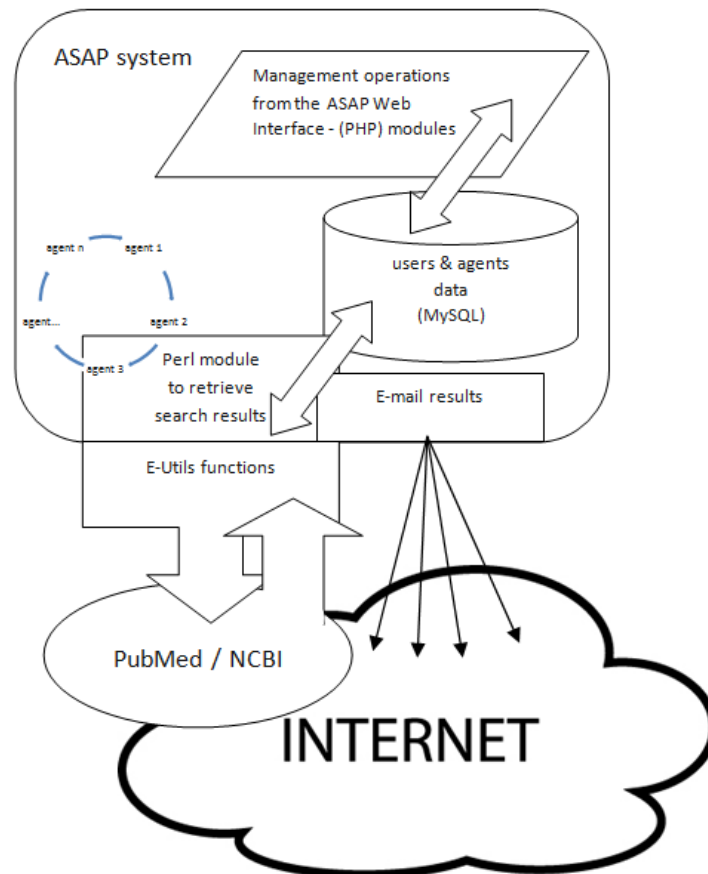 ASAP system
Management operations
from the ASAP Web
Interface - (PHP) modules
agent n
agent 1
users & agents
data
(MySQL)
agent...
agent 2
agent 3
Perl module
to retrieve
search results
E-mail results
E-Utils functions
PubMed / NCBI
INTERNET